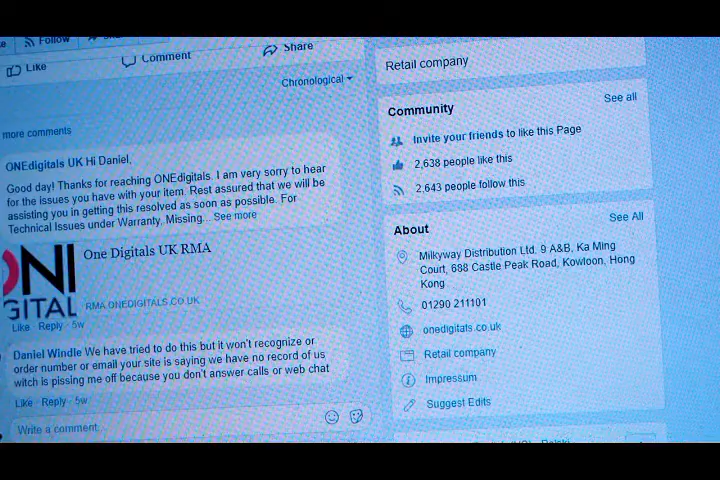 Follow
Like
Comment
Share
Chronological
more comments
ONEdigitals UK Hi Daniel,
Good day! Thanks for reaching ONEdigitals. I am very sorry to hear
for the issues you have with your item. Rest assured that we will be
assisting you in getting this resolved as soon as possible. For
Technical Issues under Warranty, Missing... See more
ONI
GITAL
One Digitals UK RMA
RMA.ONEDIGITALS.CO.UK
Like · Reply · 5w
Daniel Windle We have tried to do this but it won't recognize or
order number or email your site is saying we have no record of us
witch is pissing me off because you don't answer calls or web chat
Like · Reply · 5w
Write a comment...
Retail company
Community
See all
Invite your friends to like this Page
2,638 people like this
2,643 people follow this
About
See All
Milkyway Distribution Ltd. 9 A&B, Ka Ming
Court, 688 Castle Peak Road, Kowloon, Hong
Kong
01290 211101
onedigitals.co.uk
Retail company
Impressum
Suggest Edits